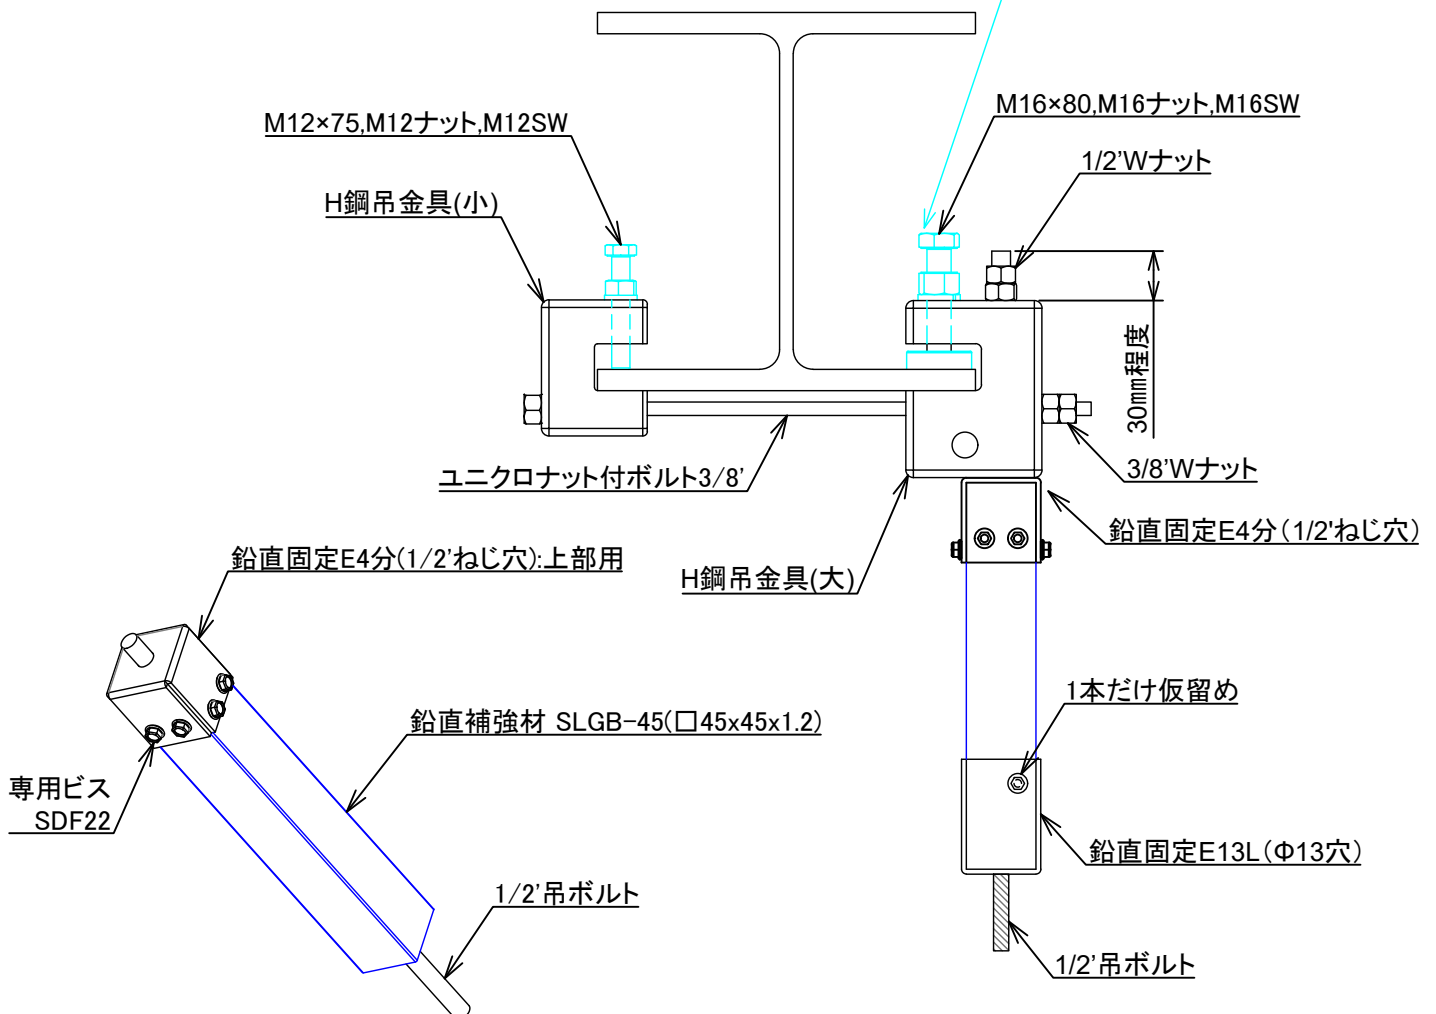 M16×80,M16ナット,M16SW
M12×75,M12ナット,M12SW
1/2'Wナット
H鋼吊金具(小)
30mm程度
3/8'Wナット
ユニクロナット付ボルト3/8'
鉛直固定E4分(1/2'ねじ穴)
鉛直固定E4分(1/2'ねじ穴):上部用
H鋼吊金具(大)
1本だけ仮留め
鉛直補強材 SLGB-45(□45x45x1.2)
専用ビス
SDF22
鉛直固定E13L(Φ13穴)
1/2'吊ボルト
1/2'吊ボルト